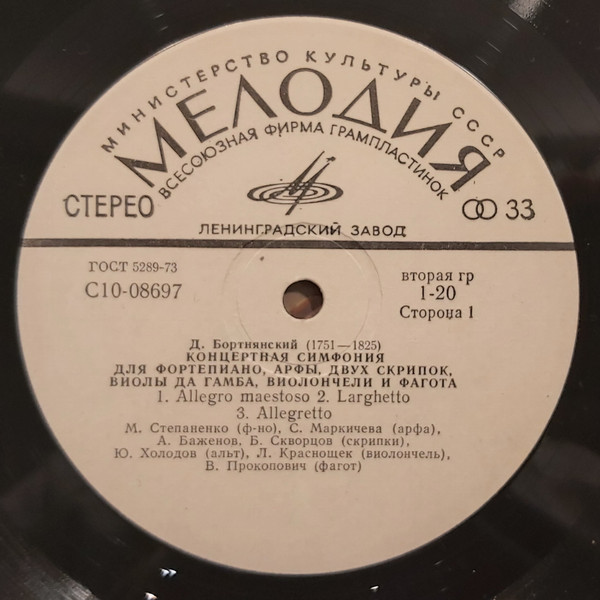 МИНИСТЕРСТВО КУЛЬТУРЫ СССР
МЕЛОДИЯ
ВСЕСОЮЗНАЯ ФИРМА ГРАМПЛАСТИНОК
СТЕРЕО
33
ЛЕНИНГРАДСКИЙ ЗАВОД
ГОСТ 5289-73
С10-08697
вторая гр
1-20
Сторона 1
Д. Бортнянский (1751—1825)
КОНЦЕРТНАЯ СИМФОНИЯ
ДЛЯ ФОРТЕПИАНО, АРФЫ, ДВУХ СКРИПОК,
ВИОЛЫ ДА ГАМБА, ВИОЛОНЧЕЛИ И ФАГОТА
1. Allegro maestoso 2. Larghetto
3. Allegretto
М. Степаненко (ф-но), С. Маркичева (арфа),
А. Баженов, Б. Скворцов (скрипки),
Ю. Холодов (альт), Л. Краснощек (виолончель),
В. Прокопович (фагот)